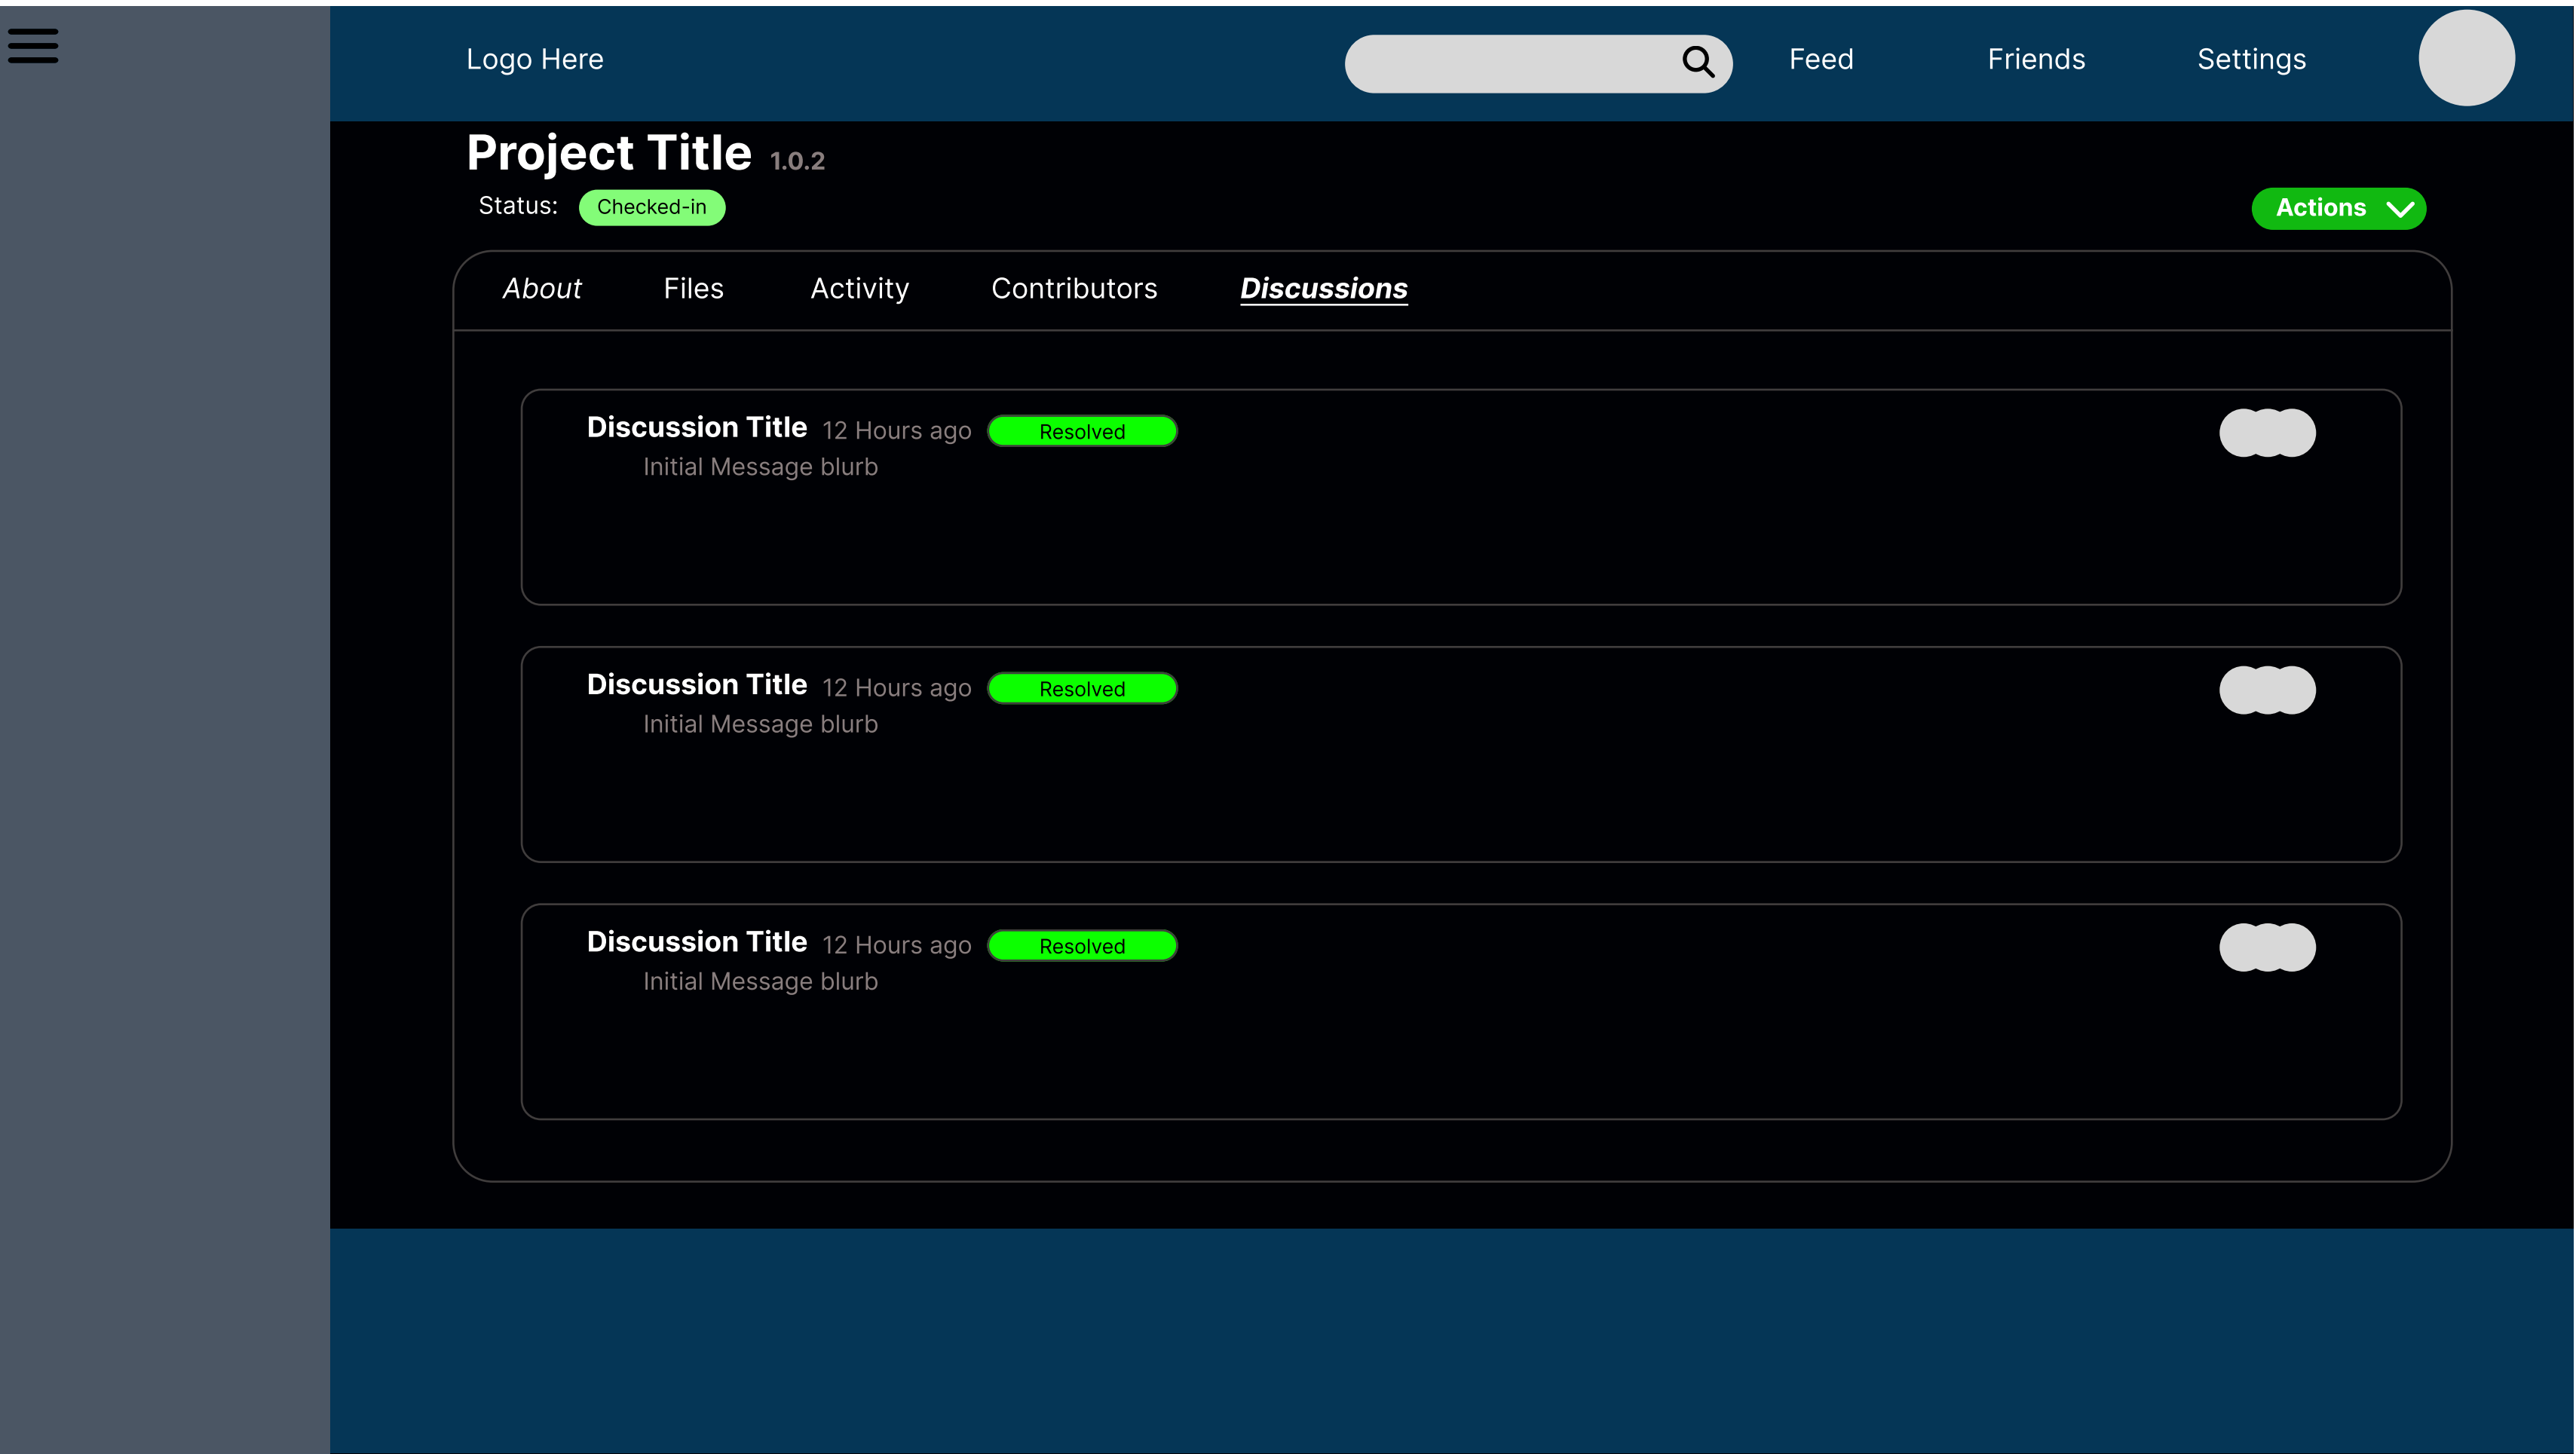 Logo Here Feed Friends Settings
Project Title 1.0.2
Status: Checked-in Actions
About Files Activity Contributors Discussions
Discussion Title 12 Hours ago Resolved
Initial Message blurb
Discussion Title 12 Hours ago Resolved
Initial Message blurb
Discussion Title 12 Hours ago Resolved
Initial Message blurb